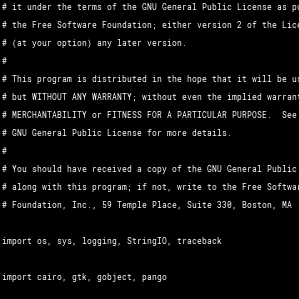 # it under the terms of the GNU General Public License as pu
# the Free Software Foundation; either version 2 of the Lice
# (at your option) any later version.
#
# This program is distributed in the hope that it will be us
# but WITHOUT ANY WARRANTY; without even the implied warrant
# MERCHANTABILITY or FITNESS FOR A PARTICULAR PURPOSE.  See
# GNU General Public License for more details.
#
# You should have received a copy of the GNU General Public
# along with this program; if not, write to the Free Softwar
# Foundation, Inc., 59 Temple Place, Suite 330, Boston, MA
import os, sys, logging, StringIO, traceback
import cairo, gtk, gobject, pango